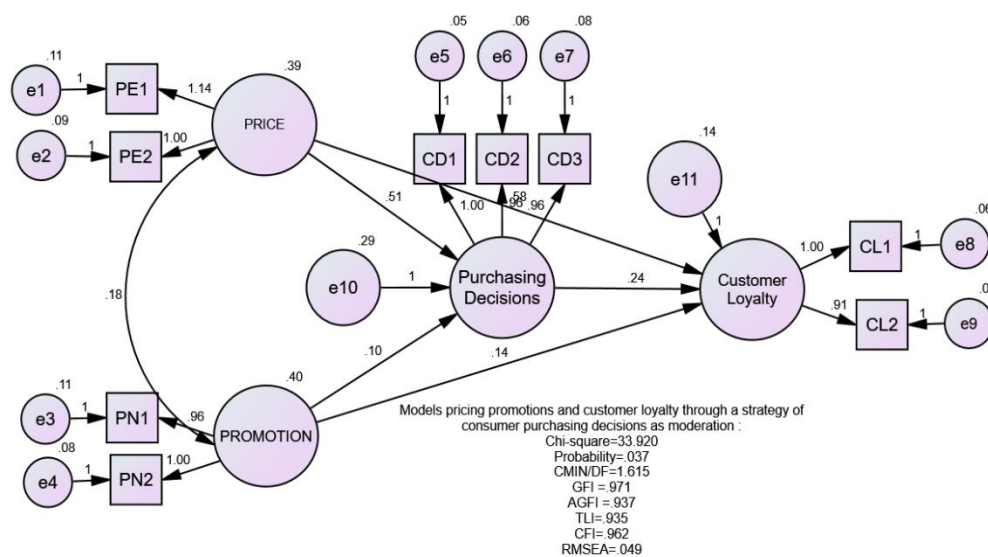 .05 .06 .08
e5 e6 e7
.11 .39
e1 1 PE1 1.14 1 1 1
PRICE
.09
e2 1 PE2 1.00
CD1 CD2 CD3
.14
e11
.51 1.00 .96 .58 .96
1
.06
.29 1.00 CL1 1 e8
e10 1 Purchasing
Decisions
.24 Customer
Loyalty
.18
.91 CL2 1 e9
.10 .14
.11 .40
e3 1 PN1 .96
PROMOTION
.08
e4 1 PN2 1.00
Models pricing promotions and customer loyalty through a strategy of
consumer purchasing decisions as moderation :
Chi-square=33.920
Probability=.037
CMIN/DF=1.615
GFI =.971
AGFI =.937
TLI=.935
CFI=.962
RMSEA=.049